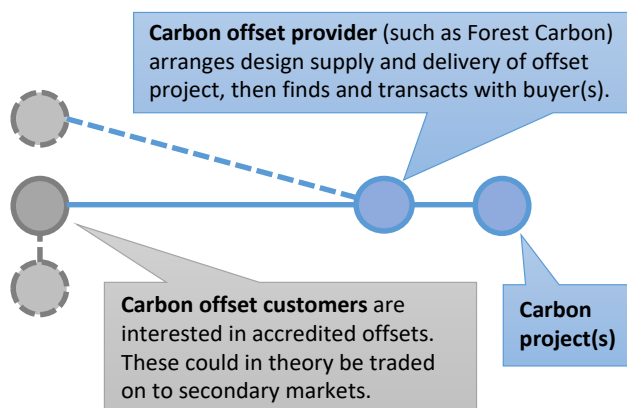 Carbon offset provider (such as Forest Carbon)
arranges design supply and delivery of offset
project, then finds and transacts with buyer(s).
Carbon offset customers are
interested in accredited offsets.
These could in theory be traded
on to secondary markets.
Carbon
project(s)